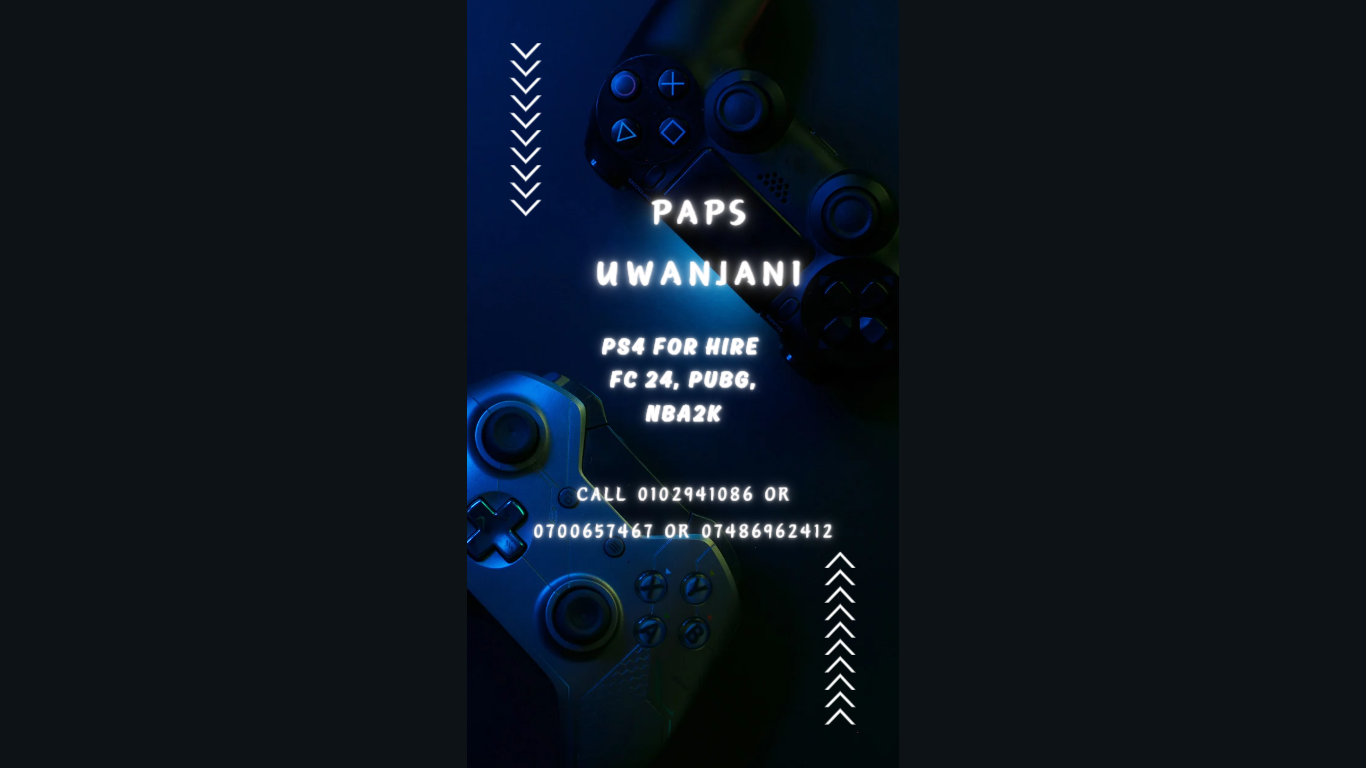 PAPS
UWANJANI
PS4 FOR HIRE
FC 24, PUBG,
NBA2K
CALL 0102941086 OR
0700657467 OR 07486962412